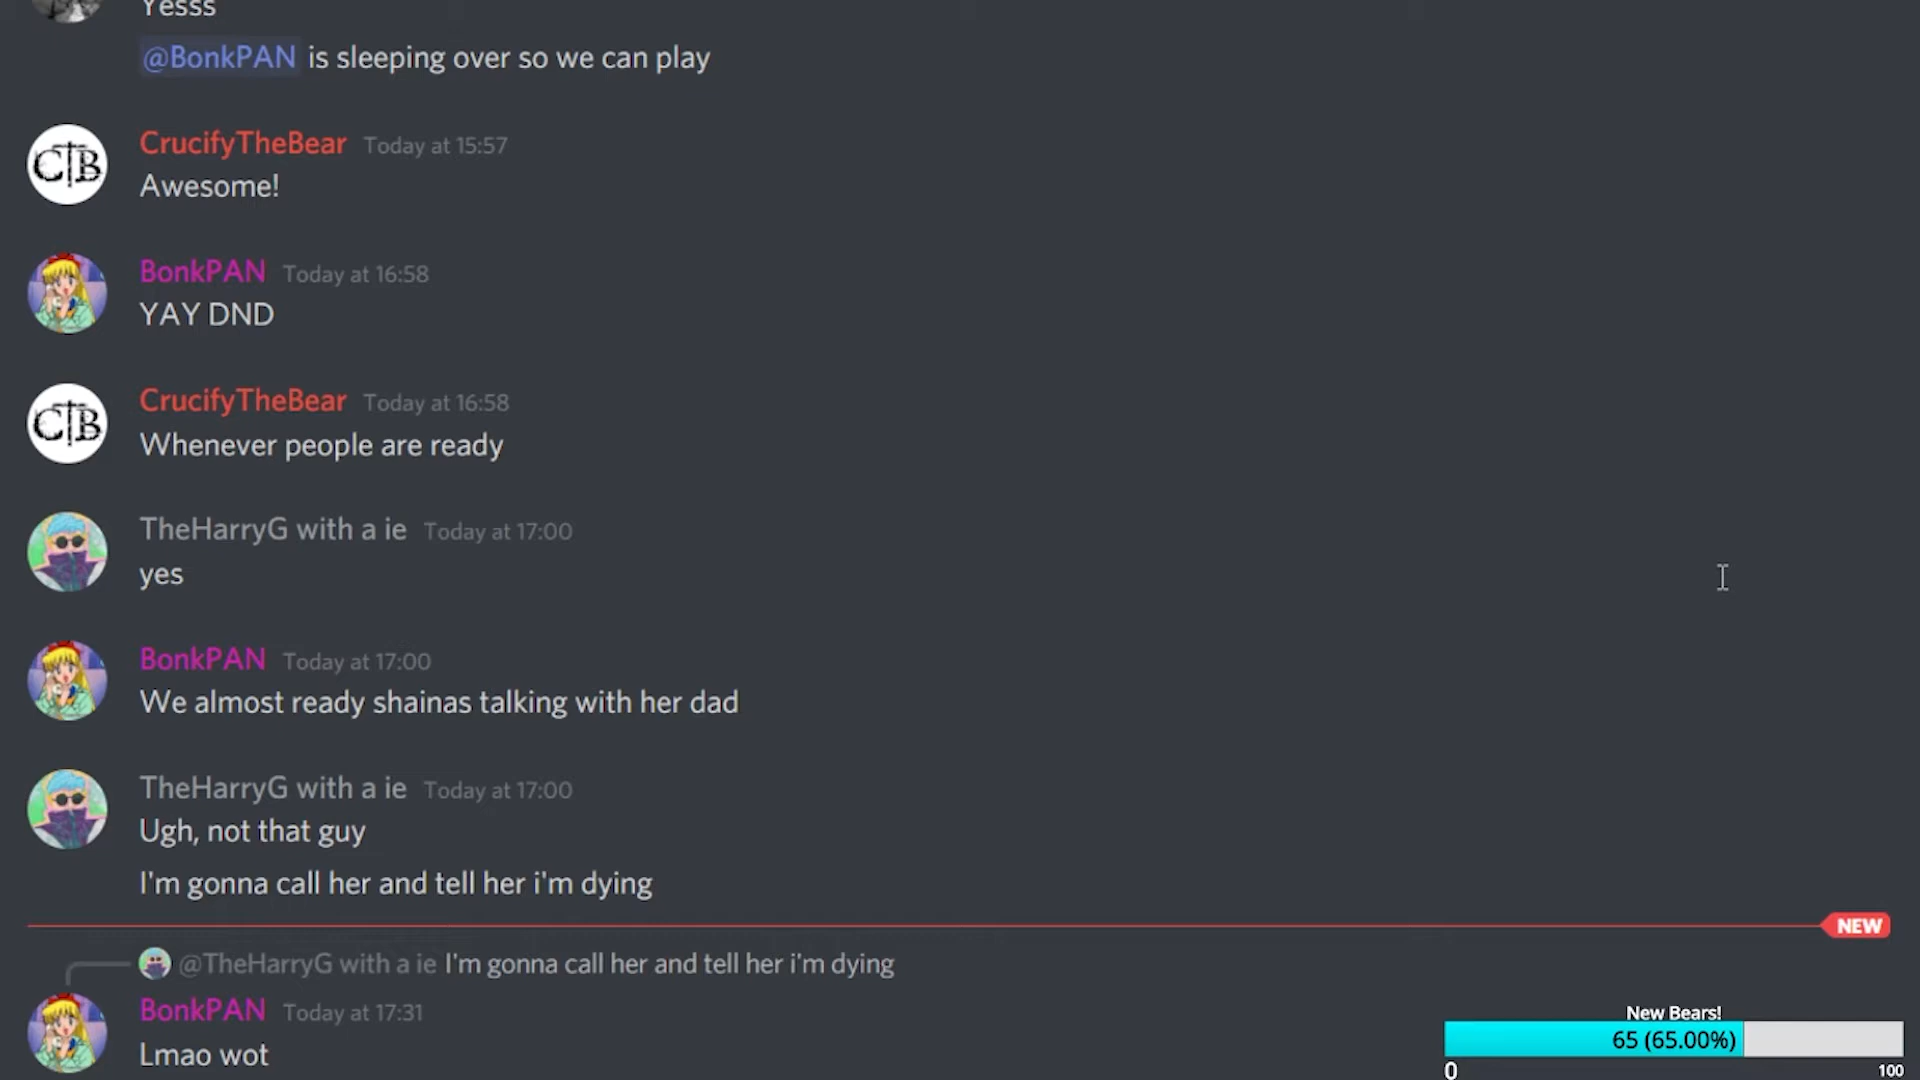 Yesss
@BonkPAN is sleeping over so we can play
CTB
CrucifyTheBear Today at 15:57
Awesome!
BonkPAN Today at 16:58
YAY DND
CTB
CrucifyTheBear Today at 16:58
Whenever people are ready
TheHarryG with a ie Today at 17:00
yes
BonkPAN Today at 17:00
We almost ready shainas talking with her dad
TheHarryG with a ie Today at 17:00
Ugh, not that guy
I'm gonna call her and tell her i'm dying
NEW
@TheHarryG with a ie I'm gonna call her and tell her i'm dying
BonkPAN Today at 17:31
Lmao wot
New Bears!
65 (65.00%)
0 100